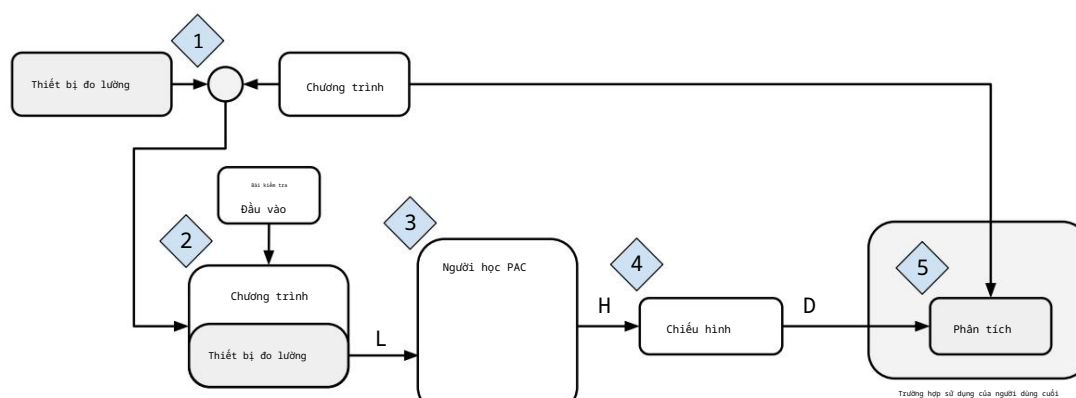 1
Thiết bị đo lường
Chương trình
Bài kiểm tra
Đầu vào
2
3
Chương trình
Thiết bị đo lường
L
Người học PAC
H
4
Chiếu hình
D
5
Phân tích
Trường hợp sử dụng của người dùng cuối